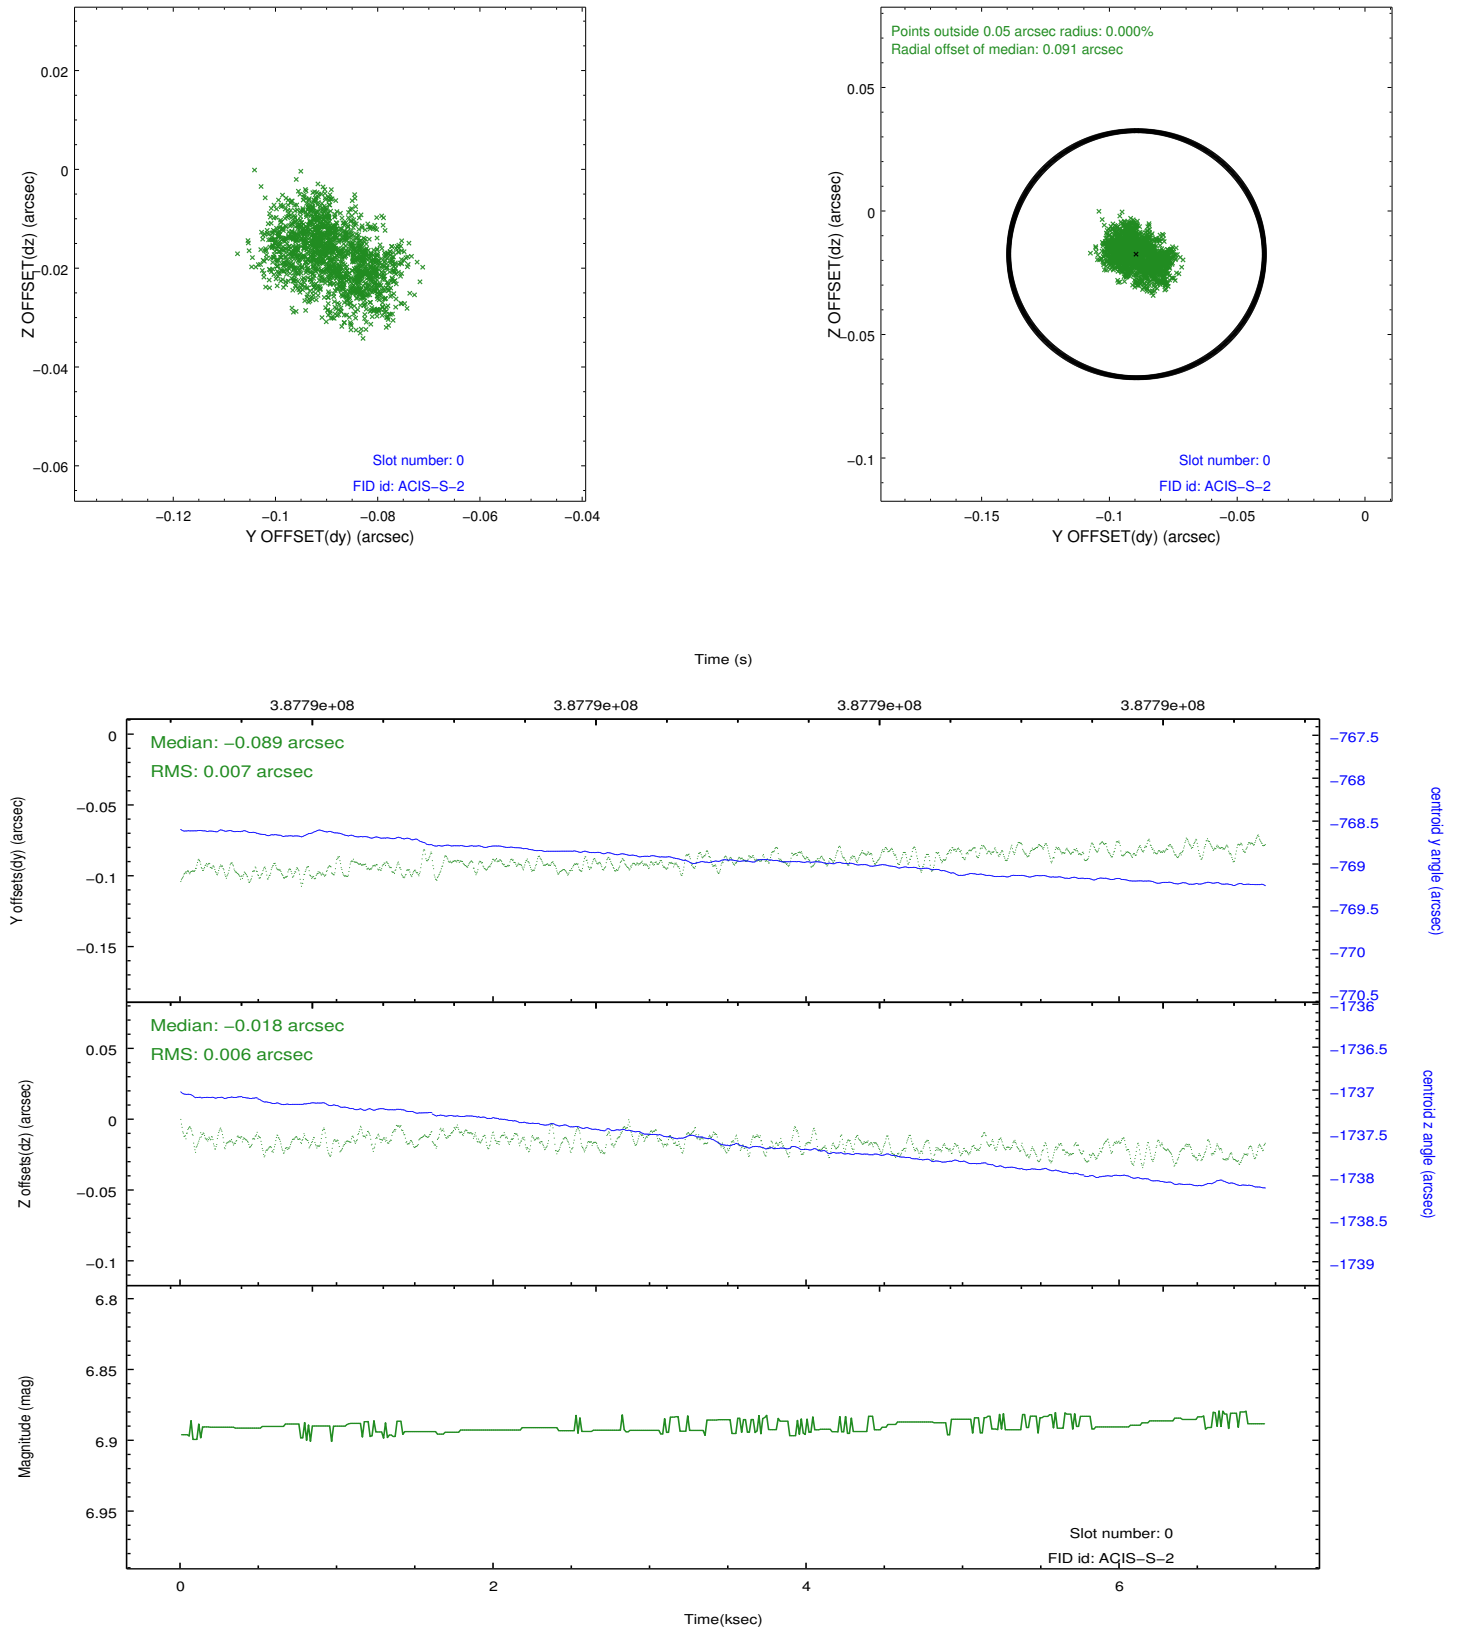 0.02
0
−0.02
−0.04
−0.06
Z OFFSET(dz) (arcsec)
Slot number: 0
FID id: ACIS−S−2
−0.12
−0.1
−0.08
−0.06
−0.04
Y OFFSET(dy) (arcsec)
Points outside 0.05 arcsec radius: 0.000%
Radial offset of median: 0.091 arcsec
0.05
0
−0.05
−0.1
Z OFFSET(dz) (arcsec)
Slot number: 0
FID id: ACIS−S−2
−0.15
−0.1
−0.05
0
Y OFFSET(dy) (arcsec)
Time (s)
3.8779e+08
3.8779e+08
3.8779e+08
3.8779e+08
Median: −0.089 arcsec
RMS: 0.007 arcsec
0
−0.05
−0.1
−0.15
Y offsets(dy) (arcsec)
−767.5
−768
−768.5
−769
−769.5
−770
−770.5
centroid y angle (arcsec)
Median: −0.018 arcsec
RMS: 0.006 arcsec
0.05
0
−0.05
−0.1
Z offsets(dz) (arcsec)
−1736
−1736.5
−1737
−1737.5
−1738
−1738.5
−1739
centroid z angle (arcsec)
6.8
6.85
6.9
6.95
Magnitude (mag)
Slot number: 0
FID id: ACIS−S−2
0
2
4
6
Time(ksec)